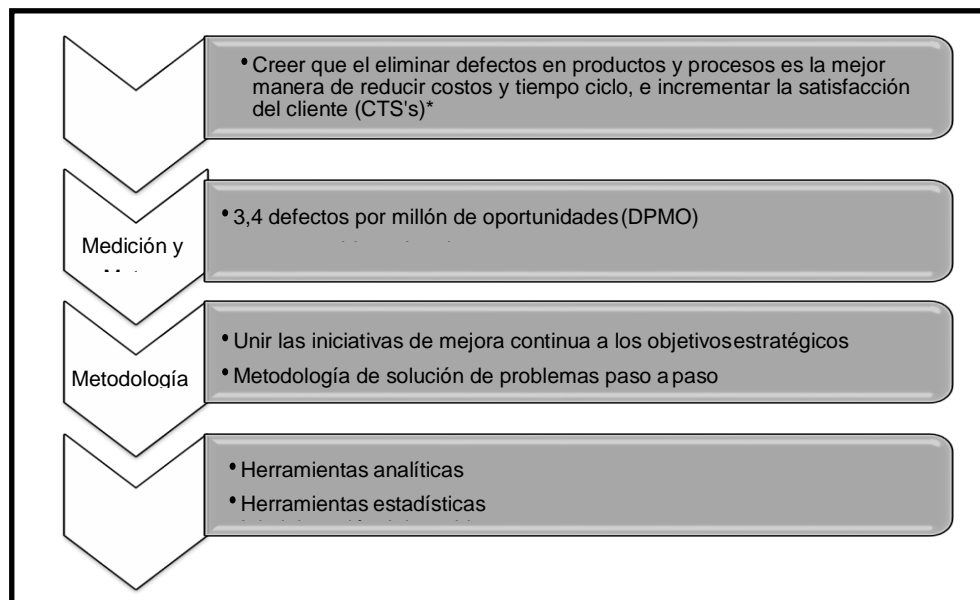 • Creer que el eliminar defectos en productos y procesos es la mejor
manera de reducir costos y tiempo ciclo, e incrementar la satisfacción
del cliente (CTS's)*
Medición y
• 3,4 defectos por millón de oportunidades (DPMO)
Metodología
• Unir las iniciativas de mejora continua a los objetivosestratégicos
• Metodología de solución de problemas paso a paso
• Herramientas analíticas
• Herramientas estadísticas